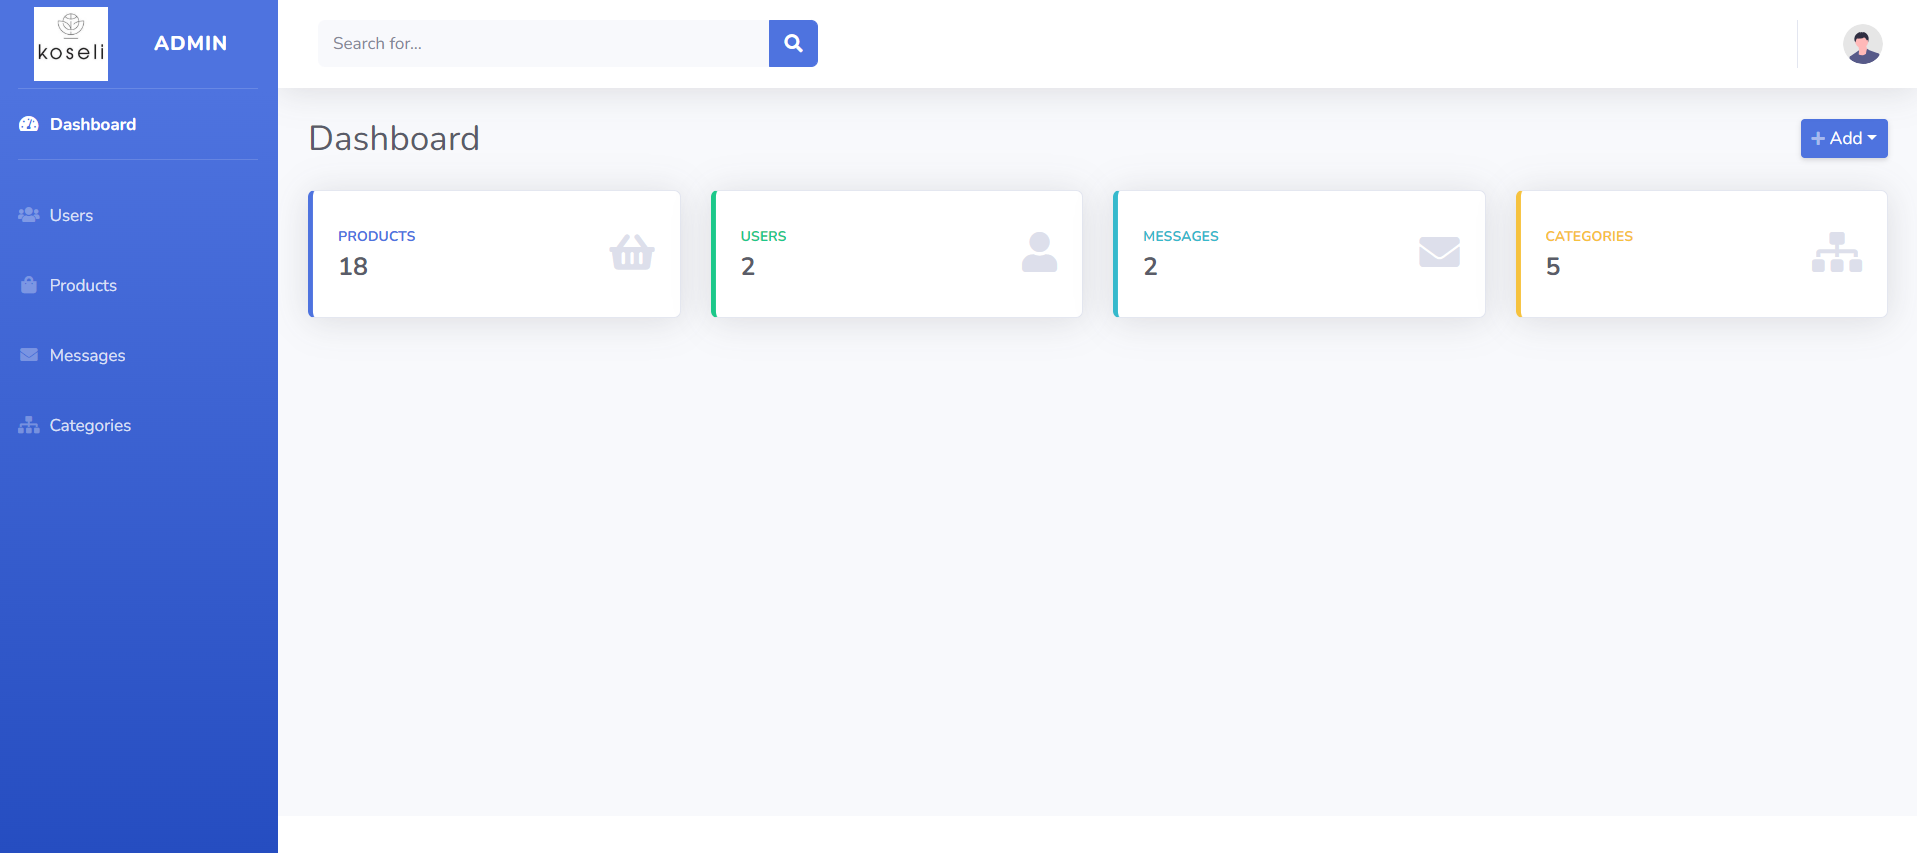 koseli
ADMIN
Dashboard
Users
Products
Messages
Categories
Search for...
Dashboard
Add
PRODUCTS
18
USERS
2
MESSAGES
2
CATEGORIES
5